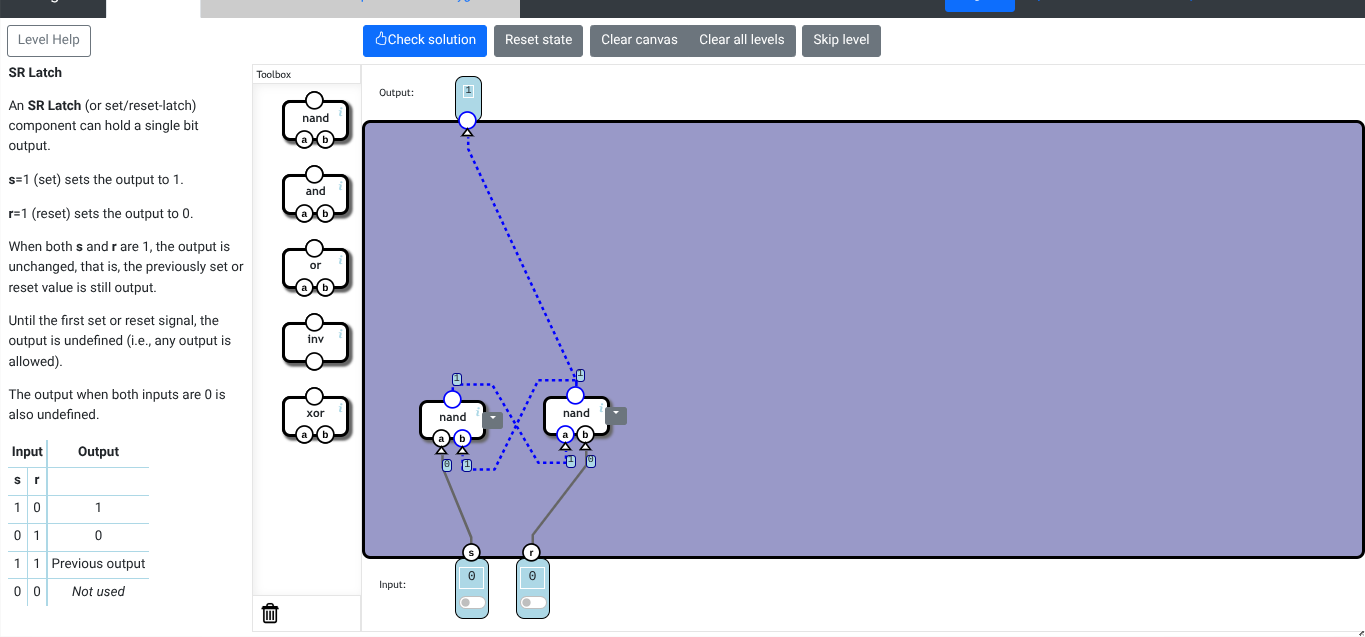 Level Help
Check solution
Reset state
Clear canvas
Clear all levels
Skip level
SR Latch
An SR Latch (or set/reset-latch)
component can hold a single bit
output.
s=1 (set) sets the output to 1.
r=1 (reset) sets the output to 0.
When both s and r are 1, the output is
unchanged, that is, the previously set or
reset value is still output.
Until the first set or reset signal, the
output is undefined (i.e., any output is
allowed).
The output when both inputs are 0 is
also undefined.
Input Output
s r
1 0 1
0 1 0
1 1 Previous output
0 0 Not used
Toolbox
nand
i
a b
and
i
a b
or
i
a b
inv
i
xor
i
a b
Output:
1
1
1
nand
i
a b
nand
i
a b
0 1
1 0
s r
Input:
0 0